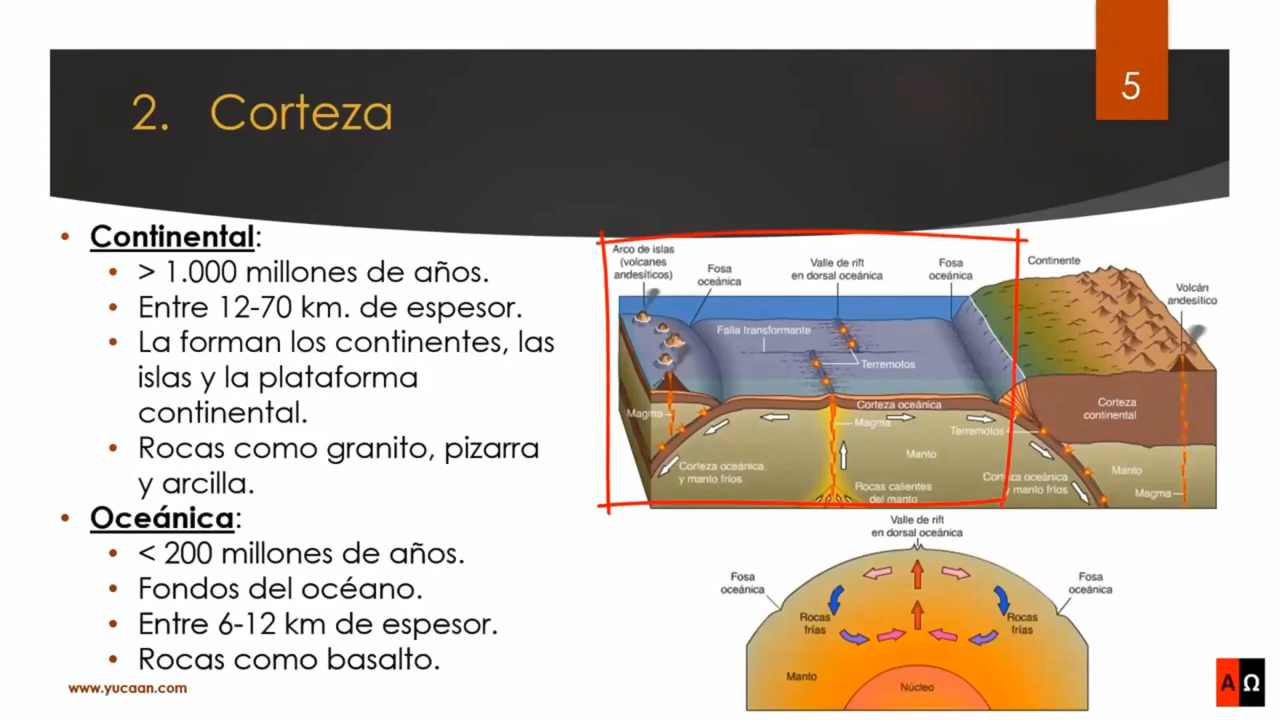 5
2. Corteza
• Continental:
• > 1.000 millones de años.
• Entre 12-70 km. de espesor.
• La forman los continentes, las
islas y la plataforma
continental.
• Rocas como granito, pizarra
y arcilla.
• Oceánica:
• < 200 millones de años.
• Fondos del océano.
• Entre 6-12 km de espesor.
• Rocas como basalto.
www.yucaan.com
Arco de islas
(volcanes
andesíticos)
Fosa
oceánica
Valle de rift
en dorsal oceánica
Fosa
oceánica
Continente
Volcán
andesítico
Falla transformante
Terremotos
Corteza oceánica
Corteza
continental
Magma
Magma
Terremotos
Manto
Corteza oceánica
y manto fríos
Rocas calientes
del manto
Corteza oceánica
y manto fríos
Manto
Magma
Valle de rift
en dorsal oceánica
Fosa
oceánica
Fosa
oceánica
Rocas
frías
Rocas
frías
Manto
Núcleo
ΑΩ